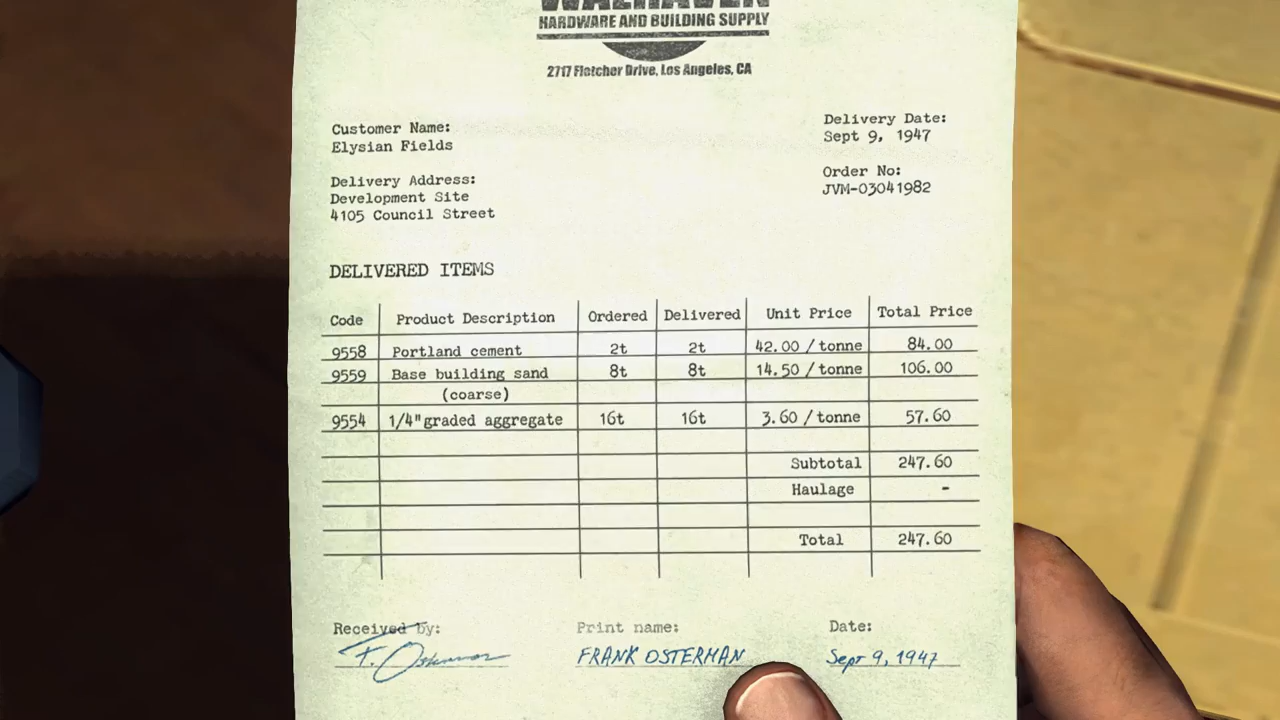 HARDWARE AND BUILDING SUPPLY
2717 Fletcher Drive, Los Angeles, CA
Customer Name:
Elysian Fields
Delivery Date:
Sept 9, 1947
Delivery Address:
Development Site
4105 Council Street
Order No:
JVM-03041982
DELIVERED ITEMS
Code Product Description Ordered Delivered Unit Price Total Price
9558 Portland cement 2t 2t 42.00 / tonne 84.00
9559 Base building sand 8t 8t 14.50 / tonne 106.00
(coarse)
9554 1/4" graded aggregate 16t 16t 3.60 / tonne 57.60
Subtotal 247.60
Haulage -
Total 247.60
Received by: Print name: Date:
F. Osterman FRANK OSTERMAN Sept 9, 1947